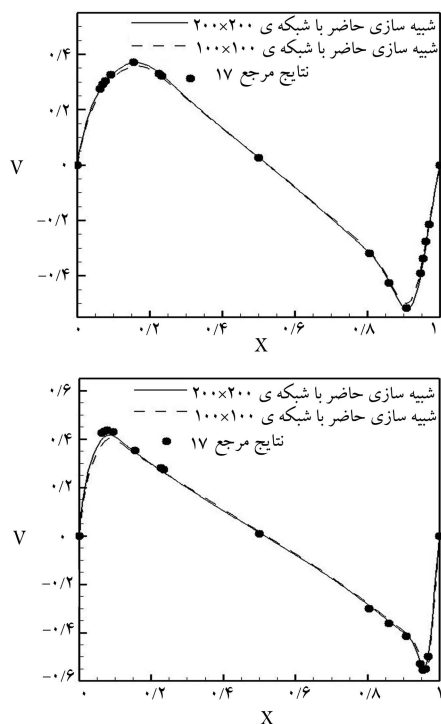 شبیه سازی حاضر با شبکه ی ۲۰۰×۲۰۰
شبیه سازی حاضر با شبکه ی ۱۰۰×۱۰۰
نتایج مرجع ۱۷
۰/۴
۰/۲
۰
−۰/۲
−۰/۴
V
۰ ۰/۲ ۰/۴ ۰/۶ ۰/۸ ۱
X
شبیه سازی حاضر با شبکه ی ۲۰۰×۲۰۰
شبیه سازی حاضر با شبکه ی ۱۰۰×۱۰۰
نتایج مرجع ۱۷
۰/۶
۰/۴
۰/۲
۰
−۰/۲
−۰/۴
−۰/۶
V
۰ ۰/۲ ۰/۴ ۰/۶ ۰/۸ ۱
X